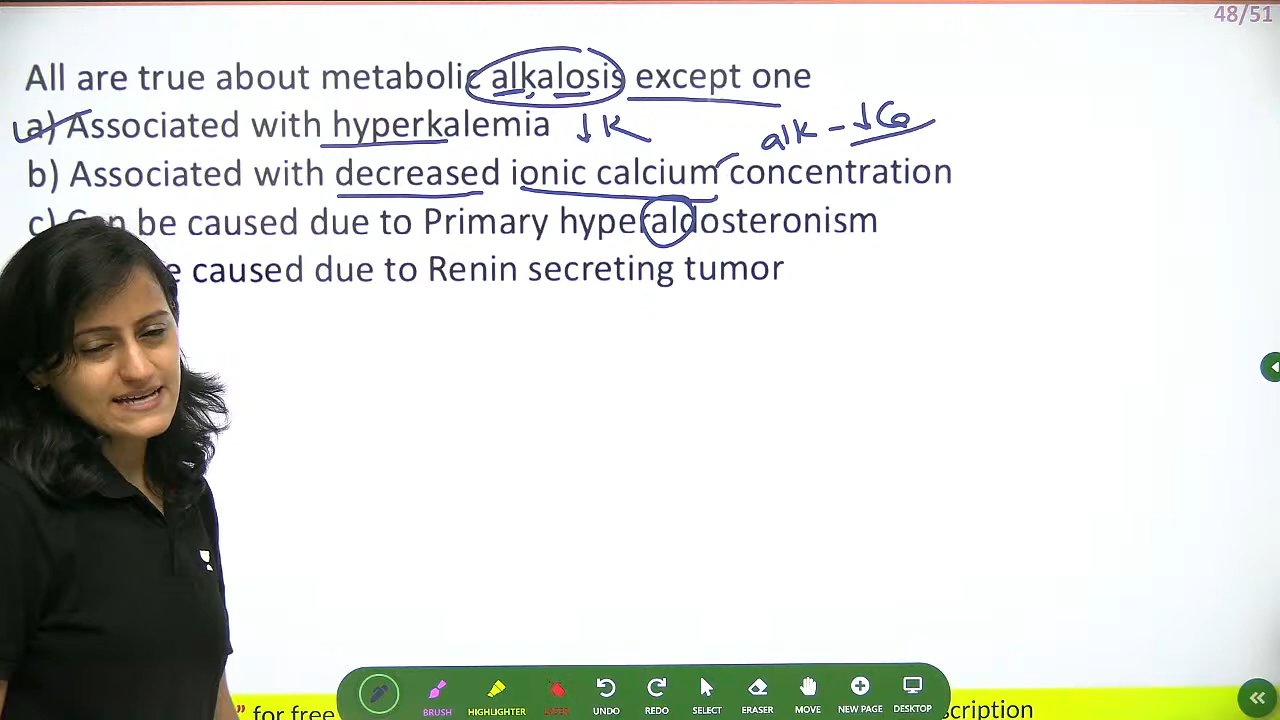 48/51
All are true about metabolic alkalosis except one
a) Associated with hyperkalemia ↓ K
alk - ↓ Ca
b) Associated with decreased ionic calcium concentration
c) Can be caused due to Primary hyperaldosteronism
caused due to Renin secreting tumor
BRUSH HIGHLIGHTER LASER UNDO REDO SELECT ERASER MOVE NEW PAGE DESKTOP
" for free